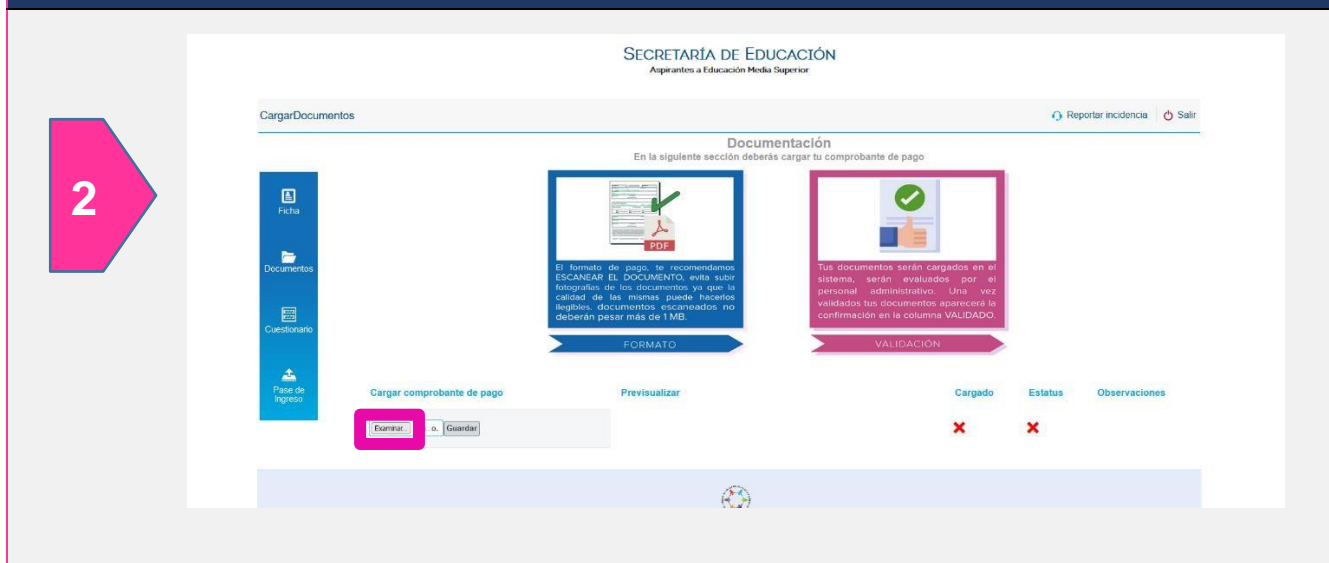 SECRETARÍA DE EDUCACIÓN
Aspirantes a Educación Media Superior
CargarDocumentos
Reportar incidencia
Salir
Documentación
En la siguiente sección deberás cargar tu comprobante de pago
2
Ficha
Documentos
Cuestionario
Pase de
Ingreso
PDF
El formato de pago, te recomendamos
ESCANEAR EL DOCUMENTO, evita subir
fotografías de los documentos ya que la
calidad de las mismas puede hacerlos
ilegibles, documentos escaneados no
deberán pesar más de 1 MB.
FORMATO
Tus documentos serán cargados en el
sistema, serán evaluados por el
personal administrativo. Una vez
validados tus documentos aparecerá la
confirmación en la columna VALIDADO.
VALIDACIÓN
Cargar comprobante de pago
Previsualizar
Cargado
Estatus
Observaciones
Examinar...
o.
Guardar